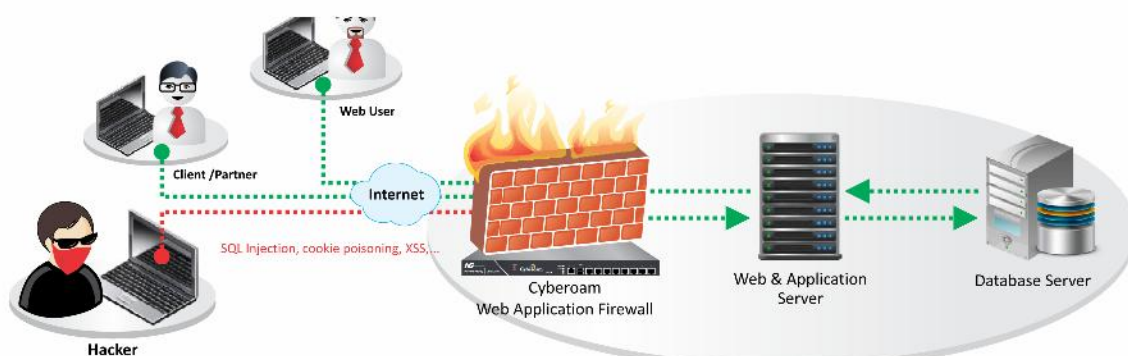 Web User
Client /Partner
Internet
SQL Injection, cookie poisoning, XSS,...
Hacker
Cyberoam
Web Application Firewall
Web & Application
Server
Database Server